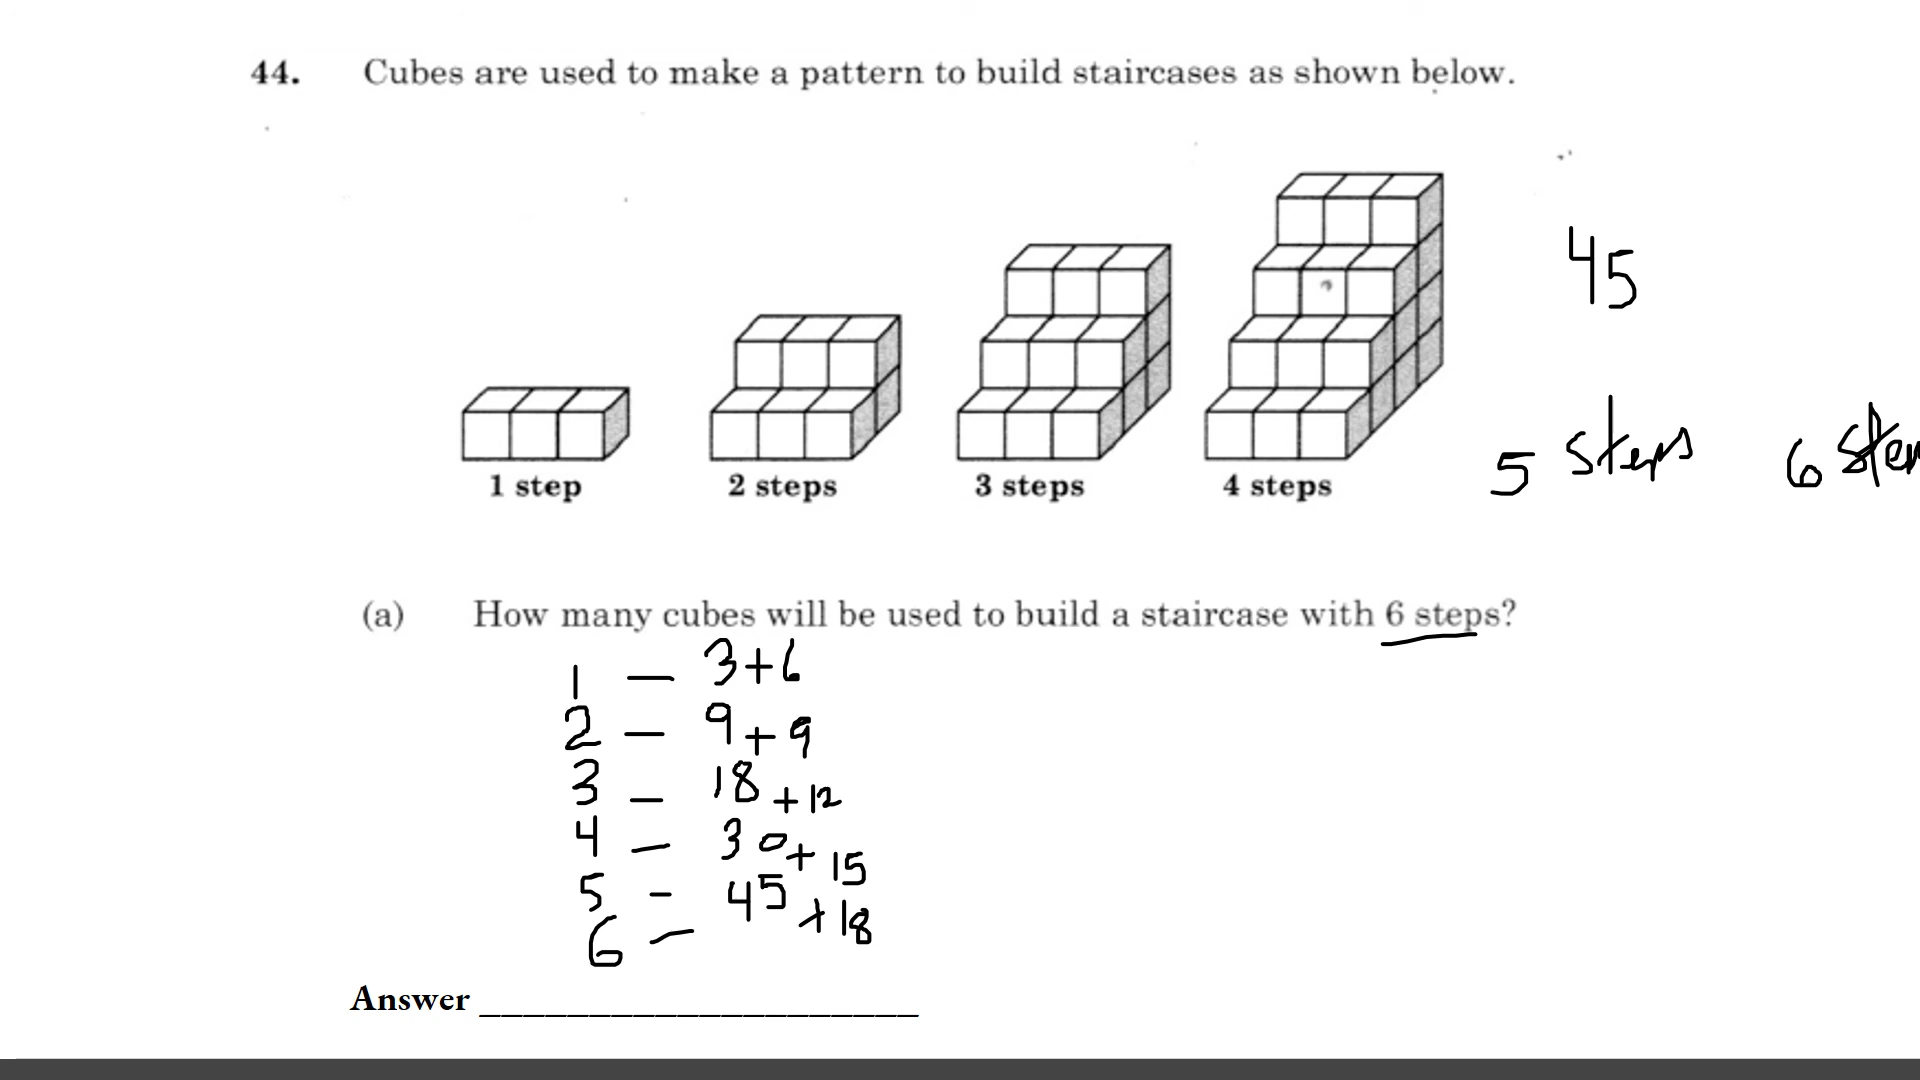 44. Cubes are used to make a pattern to build staircases as shown below.
45
1 step 2 steps 3 steps 4 steps 5 steps 6
(a) How many cubes will be used to build a staircase with 6 steps?
1 — 3+6
2 — 9+9
3 — 18+12
4 — 30+15
5 - 45+18
6 —
Answer ____________________